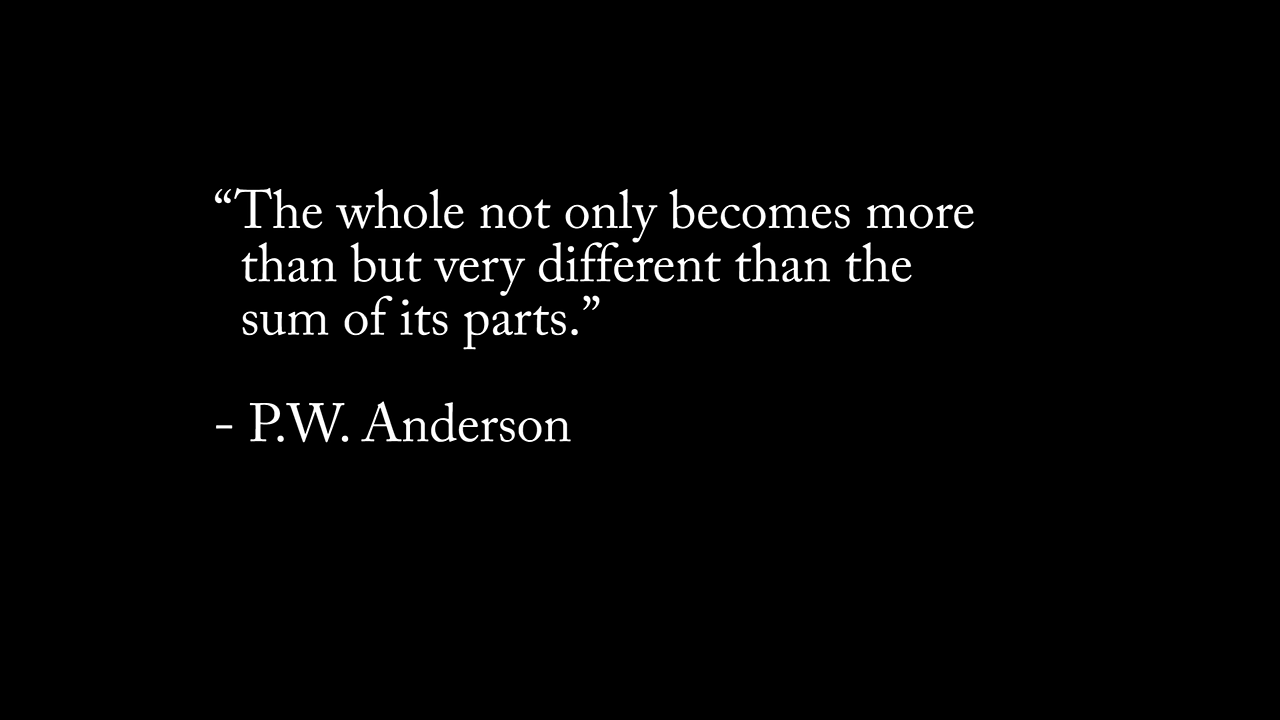 “The whole not only becomes more
than but very different than the
sum of its parts.”
- P.W. Anderson